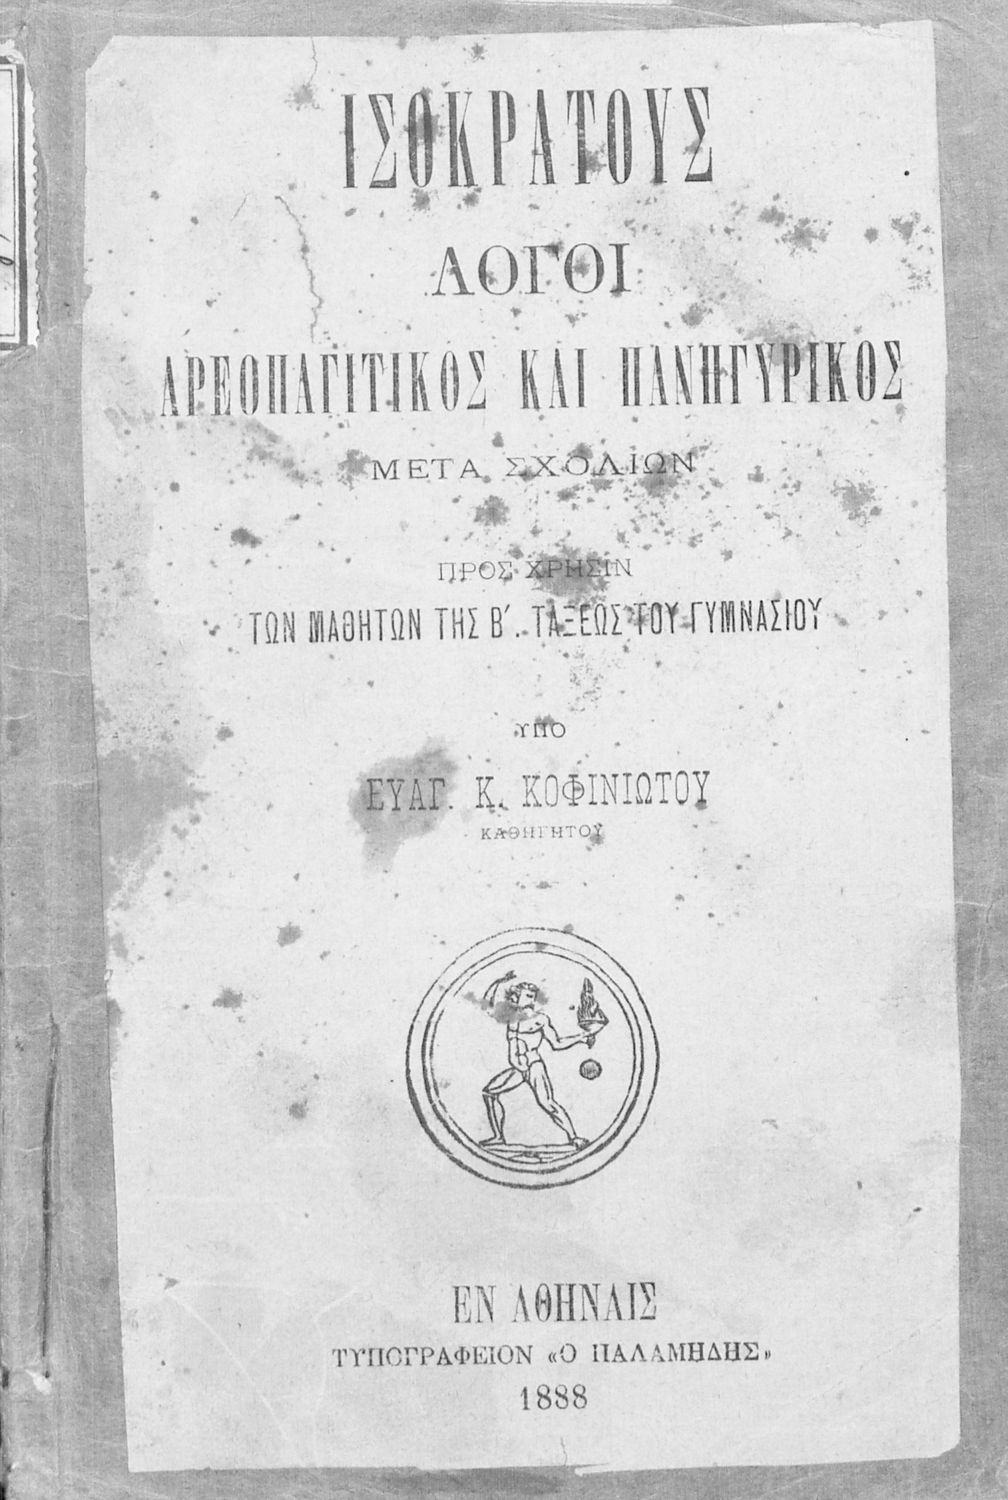 ΙΣΟΚΡΑΤΟΥΣ
ΛΟΓΟΙ
ΑΡΕΟΠΑΓΙΤΙΚΟΣ ΚΑΙ ΠΑΝΗΓΥΡΙΚΟΣ
ΜΕΤΑ ΣΧΟΛΙΩΝ
ΠΡΟΣ ΧΡΗΣΙΝ
ΤΩΝ ΜΑΘΗΤΩΝ ΤΗΣ Β΄. ΤΑΞΕΩΣ ΤΟΥ ΓΥΜΝΑΣΙΟΥ
ΥΠΟ
ΕΥΑΓ. Κ. ΚΟΦΙΝΙΩΤΟΥ
ΚΑΘΗΓΗΤΟΥ
ΕΝ ΑΘΗΝΑΙΣ
ΤΥΠΟΓΡΑΦΕΙΟΝ «Ο ΠΑΛΑΜΗΔΗΣ»
1888